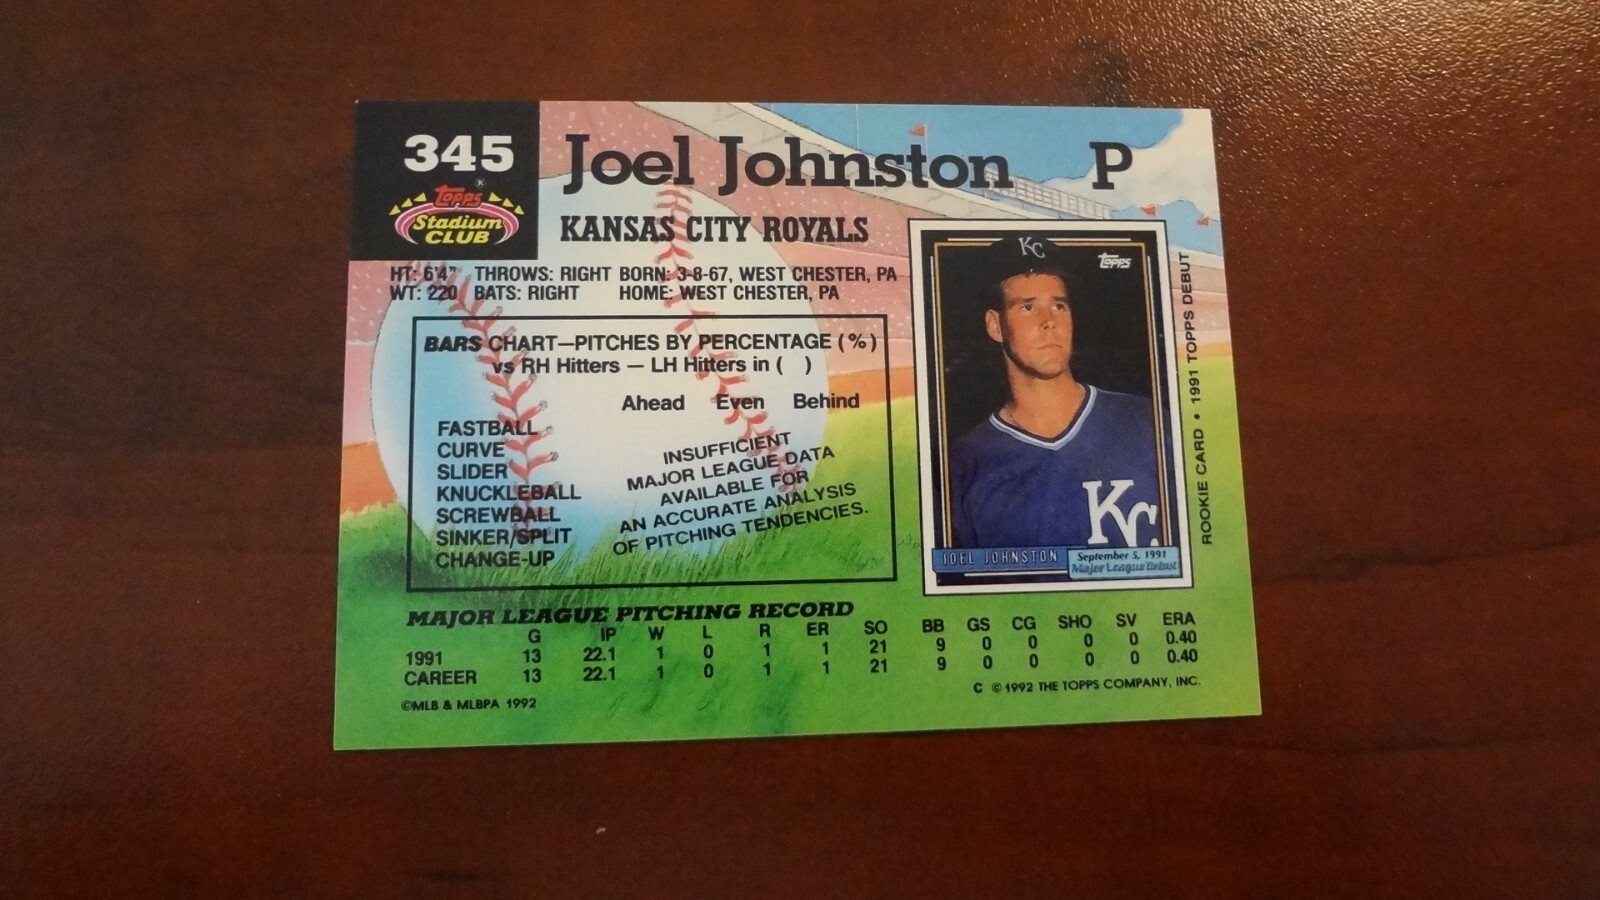 345
Topps
Stadium
CLUB
Joel Johnston P
KANSAS CITY ROYALS
HT: 6'4" THROWS: RIGHT BORN: 3-8-67, WEST CHESTER, PA
WT: 220 BATS: RIGHT HOME: WEST CHESTER, PA
BARS CHART—PITCHES BY PERCENTAGE (%)
vs RH Hitters — LH Hitters in ( )
Ahead Even Behind
FASTBALL
CURVE
SLIDER
KNUCKLEBALL
SCREWBALL
SINKER/SPLIT
CHANGE-UP
INSUFFICIENT
MAJOR LEAGUE DATA
AVAILABLE FOR
AN ACCURATE ANALYSIS
OF PITCHING TENDENCIES.
KC
Topps
KC
JOEL JOHNSTON
September 5, 1991
Major League Debut
ROOKIE CARD • 1991 TOPPS DEBUT
MAJOR LEAGUE PITCHING RECORD
G IP W L R ER SO BB GS CG SHO SV ERA
1991 13 22.1 1 0 1 1 21 9 0 0 0 0 0.40
CAREER 13 22.1 1 0 1 1 21 9 0 0 0 0 0.40
©MLB & MLBPA 1992
C © 1992 THE TOPPS COMPANY, INC.